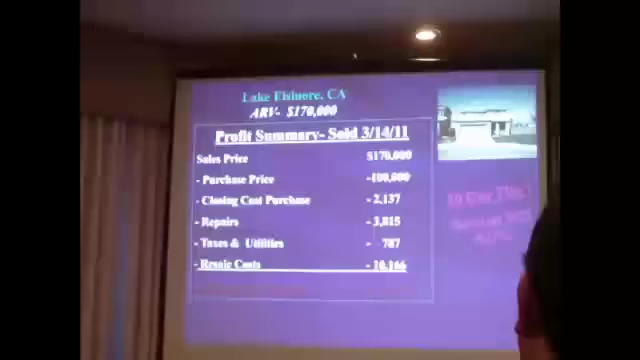 Lake Elsinore, CA
ARV- $170,000
Profit Summary- Sold 3/14/11
Sales Price $170,000
- Purchase Price -100,000
- Closing Cost Purchase - 2,137
- Repairs - 3,815
- Taxes & Utilities - 787
- Resale Costs - 10,166